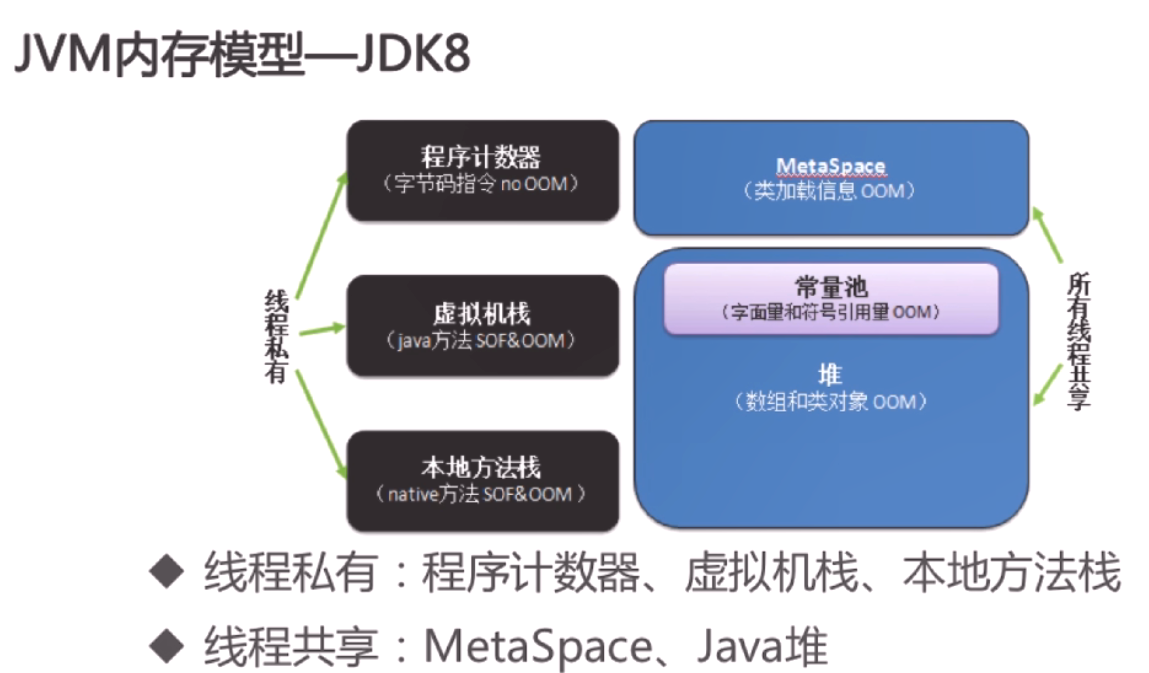 JVM内存模型—JDK8
程序计数器
（字节码指令 no OOM）
MetaSpace
（类加载信息 OOM）
线程私有
虚拟机栈
（java方法 SOF&OOM）
常量池
（字面量和符号引用量 OOM）
堆
（数组和类对象 OOM）
所有线程共享
本地方法栈
（native方法 SOF&OOM ）
◆ 线程私有：程序计数器、虚拟机栈、本地方法栈
◆ 线程共享：MetaSpace、Java堆